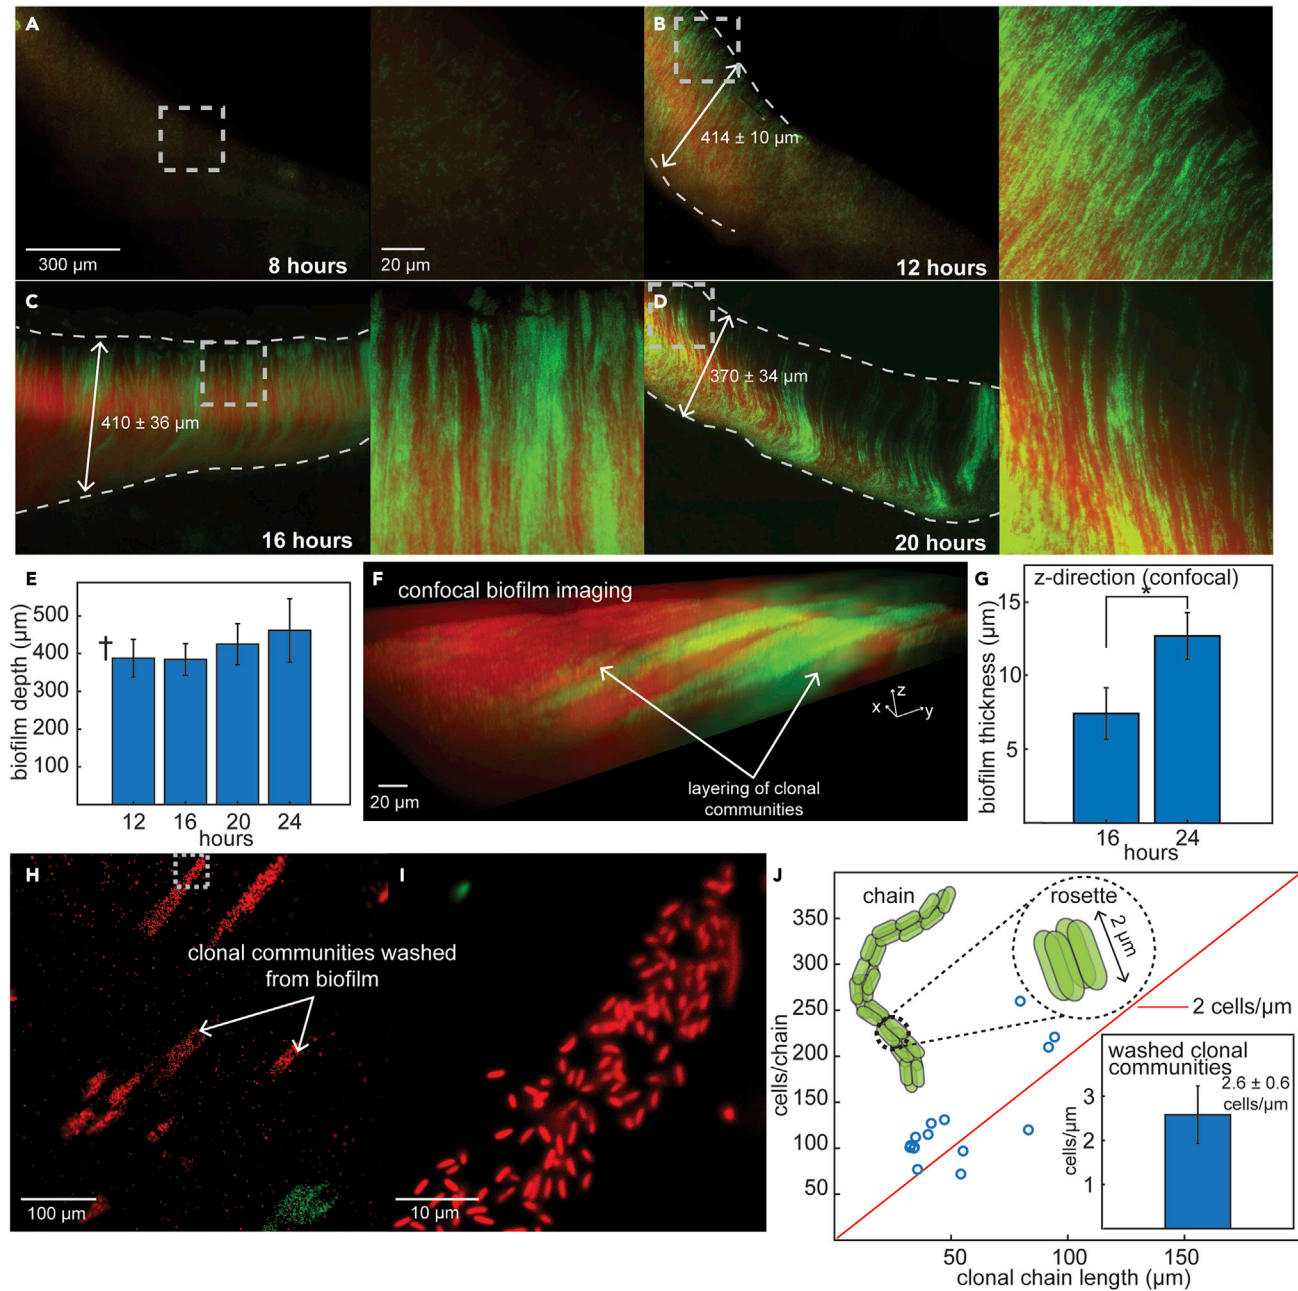 A
300 µm
8 hours
20 µm
B
414 ± 10 µm
12 hours
C
410 ± 36 µm
16 hours
D
370 ± 34 µm
20 hours
E
biofilm depth (µm)
500
400
300
200
100
†
12 16 20 24
hours
F
confocal biofilm imaging
z
x
y
layering of clonal
communities
20 µm
G
z-direction (confocal)
*
biofilm thickness (µm)
15
10
5
16 24
hours
H
clonal communities washed
from biofilm
100 µm
I
10 µm
J
cells/chain
350
300
250
200
150
100
50
chain
rosette
2 µm
2 cells/µm
washed clonal
communities
2.6 ± 0.6
cells/µm
cells/µm
3
2
1
50 100 150
clonal chain length (µm)